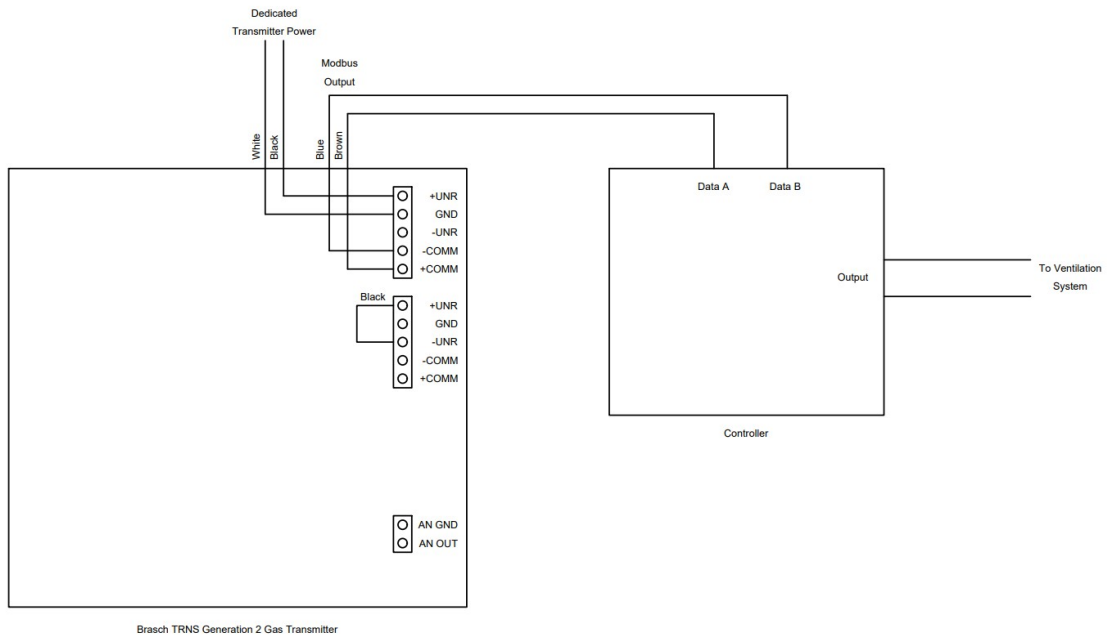 Dedicated
Transmitter Power
Modbus
Output
White
Black
Blue
Brown
+UNR
GND
-UNR
-COMM
+COMM
Black
+UNR
GND
-UNR
-COMM
+COMM
AN GND
AN OUT
Brasch TRNS Generation 2 Gas Transmitter
Data A
Data B
Output
Controller
To Ventilation
System